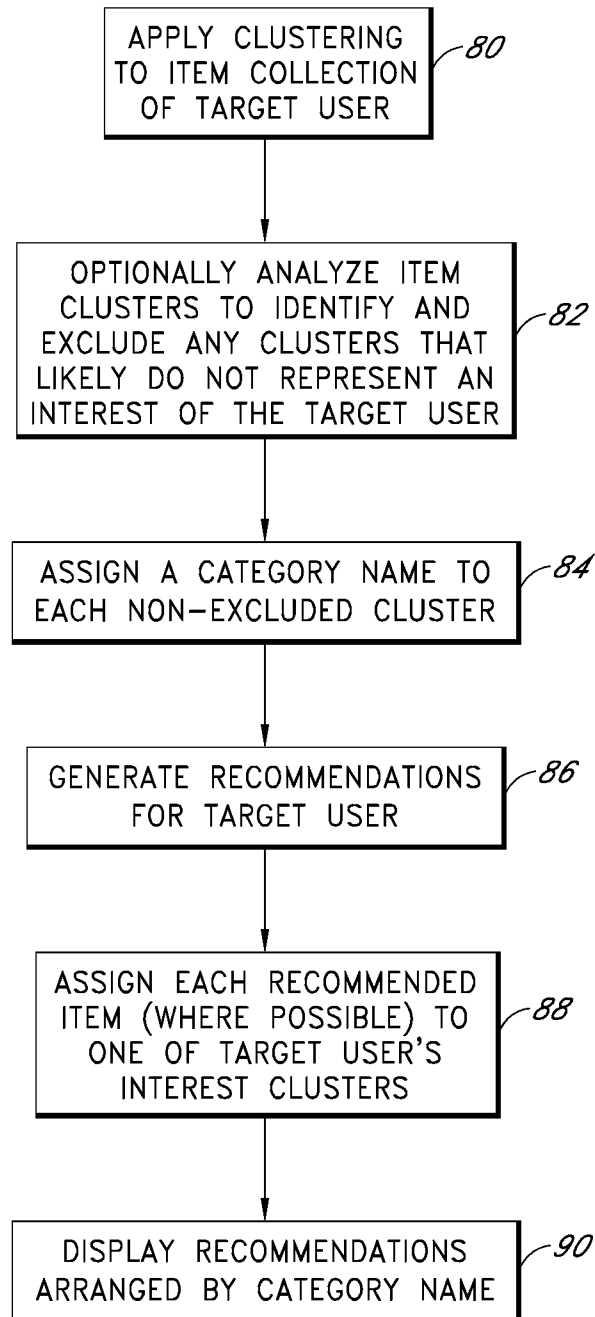 APPLY CLUSTERING
TO ITEM COLLECTION
OF TARGET USER
80
OPTIONALLY ANALYZE ITEM
CLUSTERS TO IDENTIFY AND
EXCLUDE ANY CLUSTERS THAT
LIKELY DO NOT REPRESENT AN
INTEREST OF THE TARGET USER
82
ASSIGN A CATEGORY NAME TO
EACH NON-EXCLUDED CLUSTER
84
GENERATE RECOMMENDATIONS
FOR TARGET USER
86
ASSIGN EACH RECOMMENDED
ITEM (WHERE POSSIBLE) TO
ONE OF TARGET USER'S
INTEREST CLUSTERS
88
DISPLAY RECOMMENDATIONS
ARRANGED BY CATEGORY NAME
90